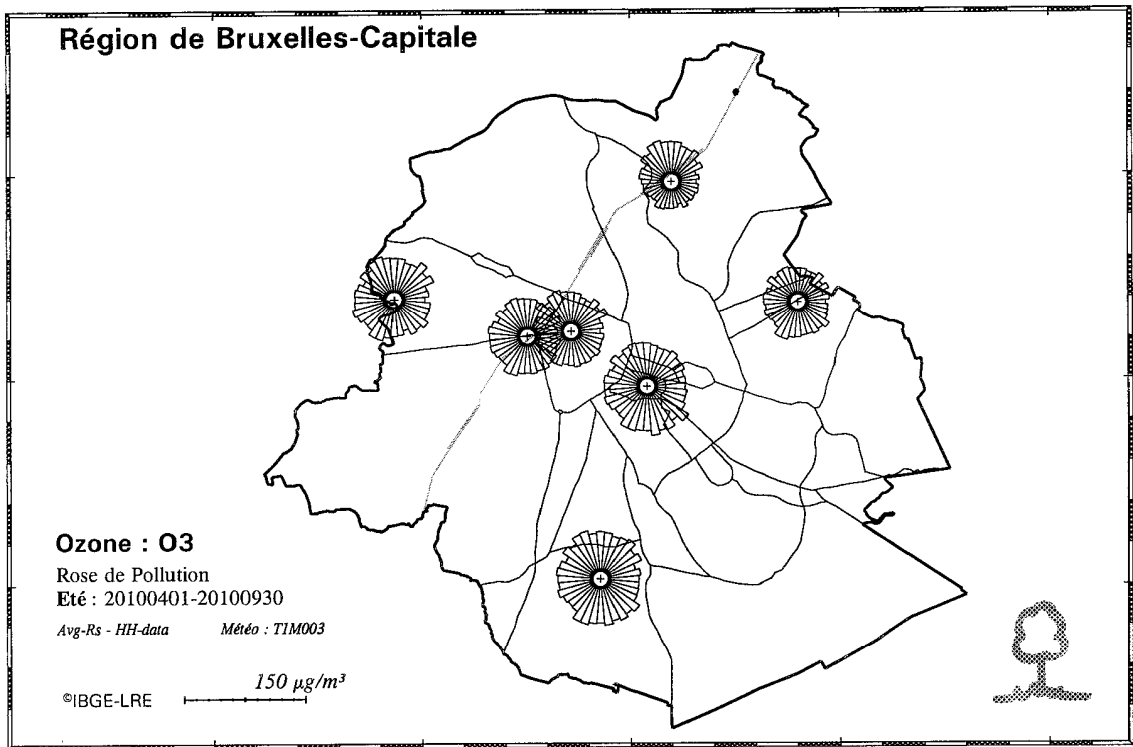 Région de Bruxelles-Capitale
Ozone : O3
Rose de Pollution
Eté : 20100401-20100930
Avg-Rs - HH-data Météo : T1M003
150 µg/m³
©IBGE-LRE